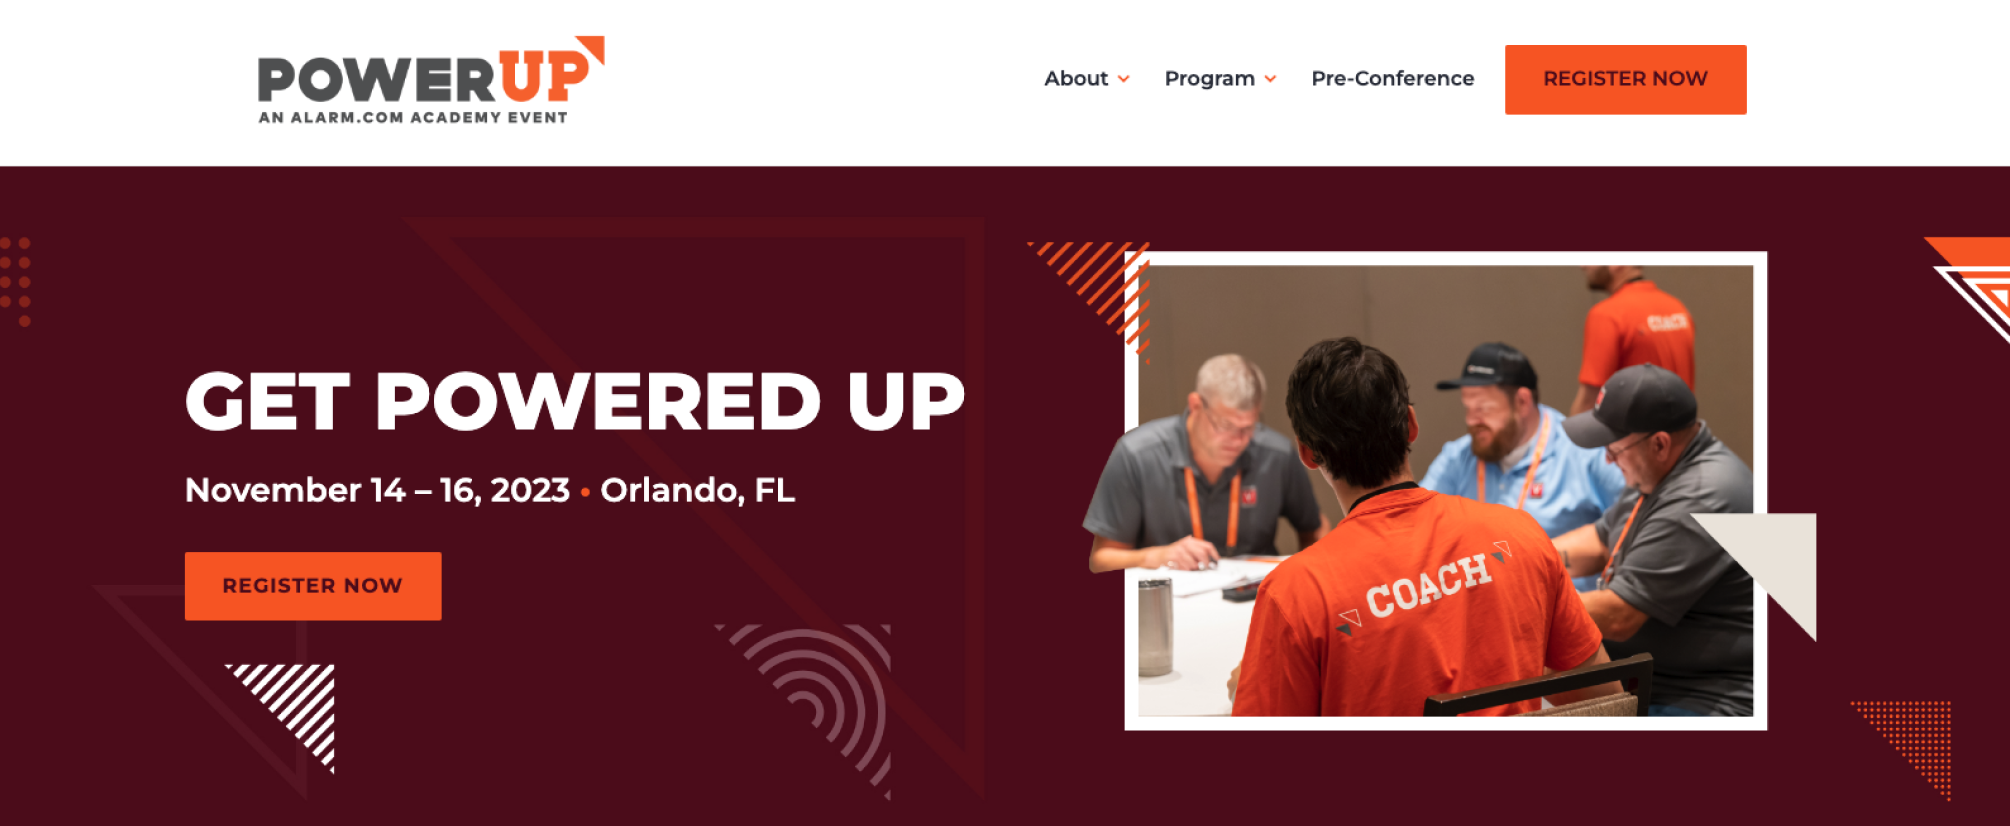 POWERUP
AN ALARM.COM ACADEMY EVENT
About
Program
Pre-Conference
REGISTER NOW
GET POWERED UP
November 14 – 16, 2023 • Orlando, FL
REGISTER NOW
COACH
COACH